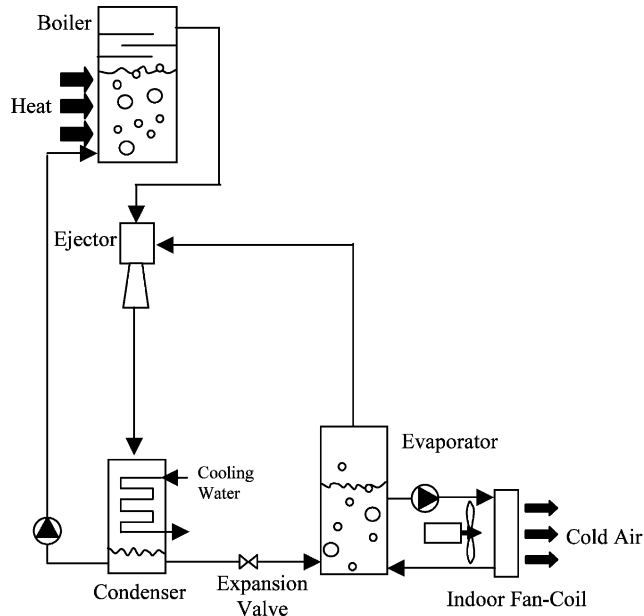 Boiler
Heat
Ejector
Evaporator
Cooling
Water
Cold Air
Condenser
Expansion
Valve
Indoor Fan-Coil